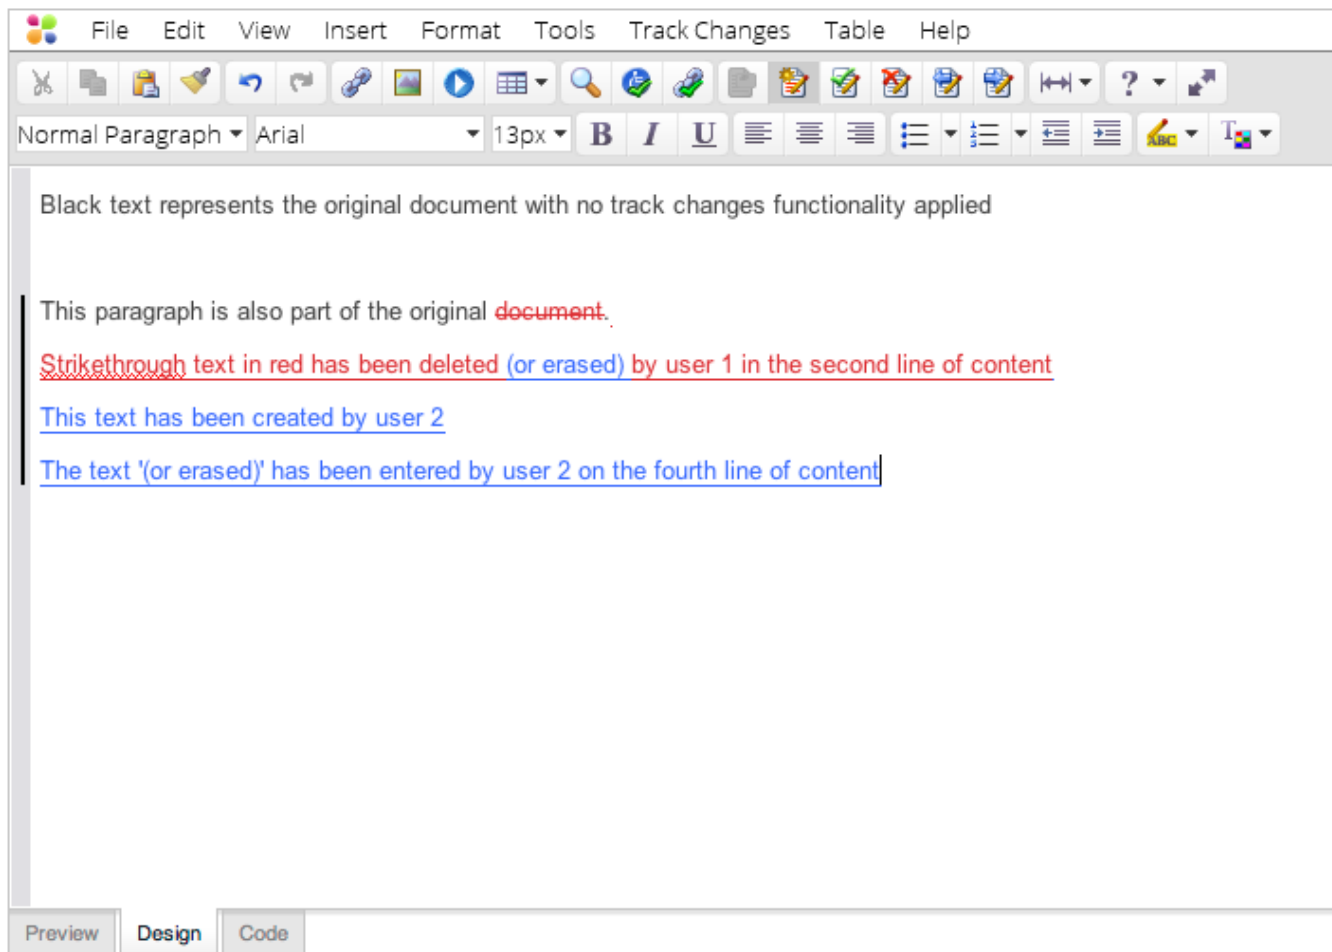 File Edit View Insert Format Tools Track Changes Table Help
Normal Paragraph Arial 13px B I U ABC T
Black text represents the original document with no track changes functionality applied
This paragraph is also part of the original document.
Strikethrough text in red has been deleted (or erased) by user 1 in the second line of content
This text has been created by user 2
The text '(or erased)' has been entered by user 2 on the fourth line of content
Preview Design Code